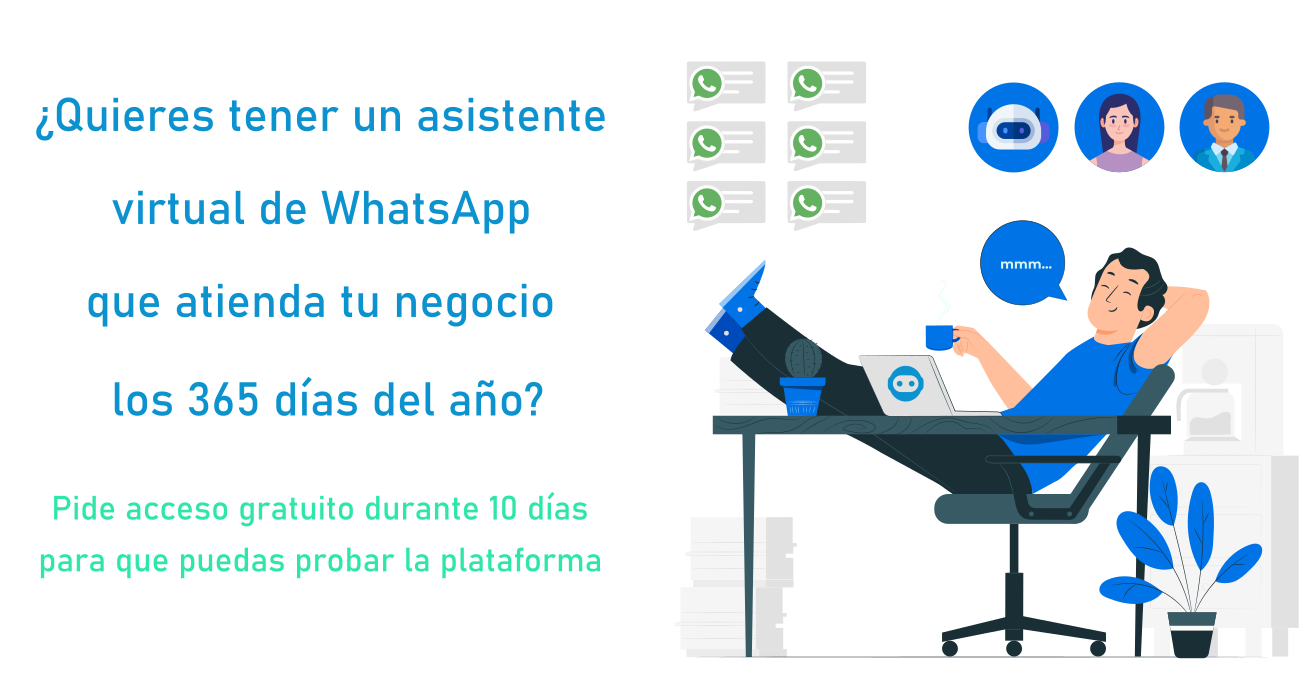 ¿Quieres tener un asistente
virtual de WhatsApp
que atienda tu negocio
los 365 días del año?
Pide acceso gratuito durante 10 días
para que puedas probar la plataforma
mmm...